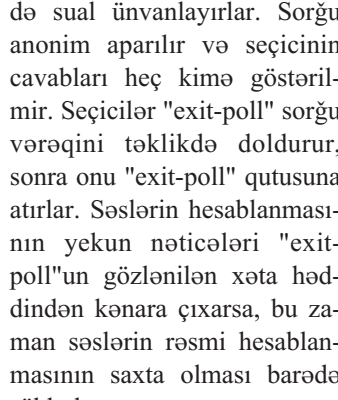 də sual ünvanlayırlar. Sorğu
anonim aparılır və seçicinin
cavabları heç kimə göstəril-
mir. Seçicilər "exit-poll" sorğu
vərəqini təklikdə doldurur,
sonra onu "exit-poll" qutusuna
atırlar. Səslərin hesablanması-
nın yekun nəticələri "exit-
poll"un gözlənilən xəta həd-
dindən kənara çıxarsa, bu za-
man səslərin rəsmi hesablan-
masının saxta olması barədə